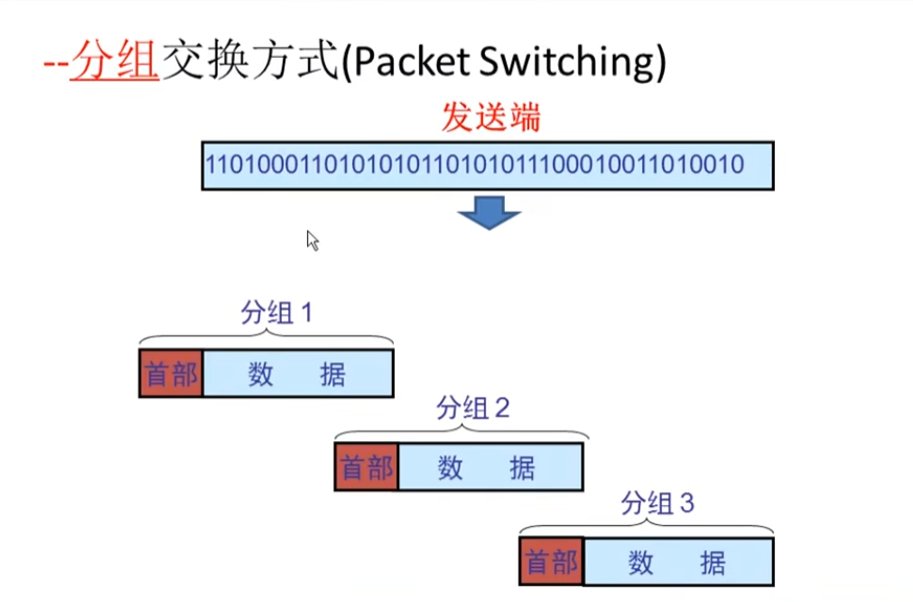 --分组交换方式(Packet Switching)
发送端
1101000110101010110101011100010011010010
分组 1
首部 数 据
分组 2
首部 数 据
分组 3
首部 数 据